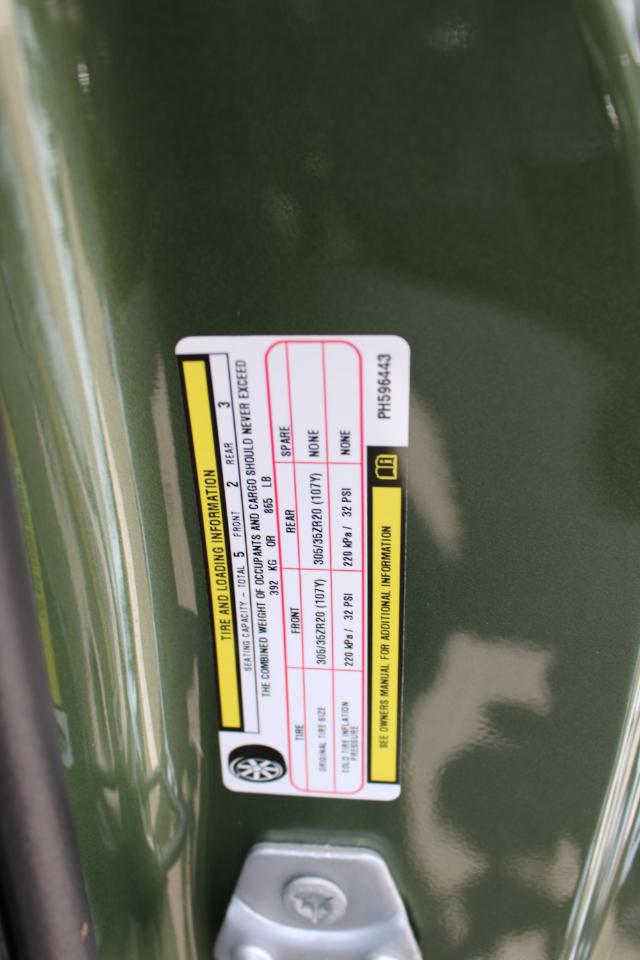 TIRE AND LOADING INFORMATION
SEATING CAPACITY - TOTAL 5 FRONT 2 REAR 3
THE COMBINED WEIGHT OF OCCUPANTS AND CARGO SHOULD NEVER EXCEED
392 KG OR 865 LB
TIRE FRONT REAR SPARE
ORIGINAL TIRE SIZE 305/35ZR20 (107Y) 305/35ZR20 (107Y) NONE
COLD TIRE INFLATION PRESSURE 220 kPa / 32 PSI 220 kPa / 32 PSI NONE
SEE OWNERS MANUAL FOR ADDITIONAL INFORMATION
PH596443